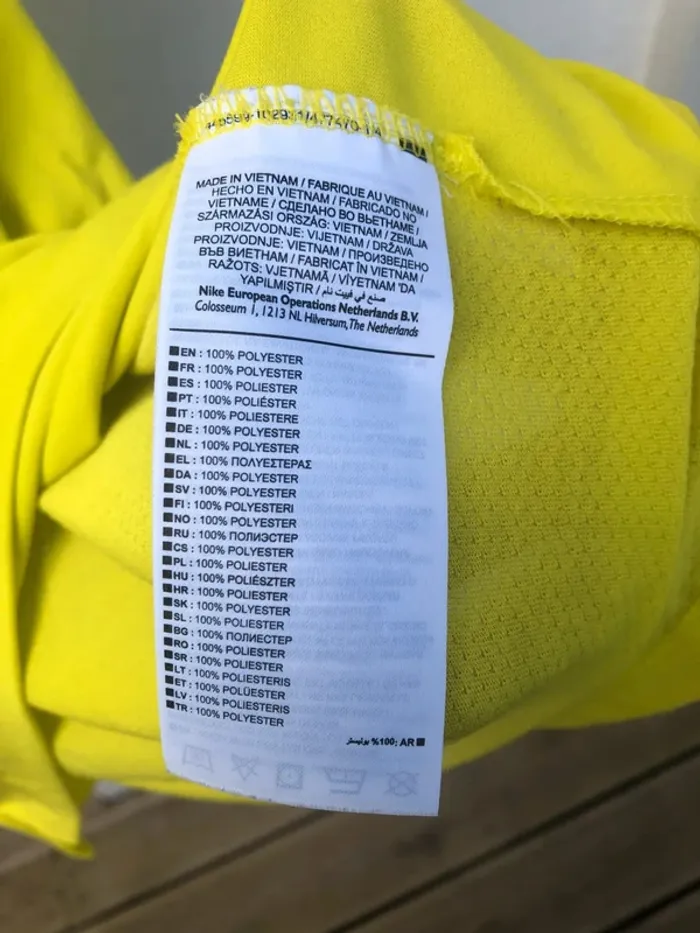 MADE IN VIETNAM / FABRIQUE AU VIETNAM /
HECHO EN VIETNAM / FABRICADO NO
VIETNAME / СДЕЛАНО ВО ВЬЕТНАМЕ /
SZÁRMAZÁSI ORSZÁG: VIETNAM / ZEMLJA
PROIZVODNJE: VIJETNAM / DRŽAVA
PROIZVODNJE: VIETNAM / ПРОИЗВЕДЕНО
ВЪВ ВИЕТНАМ / FABRICAT ÎN VIETNAM /
RAŽOTS: VJETNAMĀ / VİYETNAM 'DA
YAPILMIŞTIR / صنع في فييت نام
Nike European Operations Netherlands B.V.
Colosseum 1, 1213 NL Hilversum, The Netherlands
EN : 100% POLYESTER
FR : 100% POLYESTER
ES : 100% POLIESTER
PT : 100% POLIÉSTER
IT : 100% POLIESTERE
DE : 100% POLYESTER
NL : 100% POLYESTER
EL : 100% ΠΟΛΥΕΣΤΕΡΑΣ
DA : 100% POLYESTER
SV : 100% POLYESTER
FI : 100% POLYESTERI
NO : 100% POLYESTER
RU : 100% ПОЛИЭСТЕР
CS : 100% POLYESTER
PL : 100% POLIESTER
HU : 100% POLIÉSZTER
HR : 100% POLIESTER
SK : 100% POLYESTER
SL : 100% POLIESTER
BG : 100% ПОЛИЕСТЕР
RO : 100% POLIESTER
SR : 100% POLIESTER
LT : 100% POLIESTERIS
ET : 100% POLÜESTER
LV : 100% POLIESTERIS
TR : 100% POLYESTER
AR :100% بوليستر